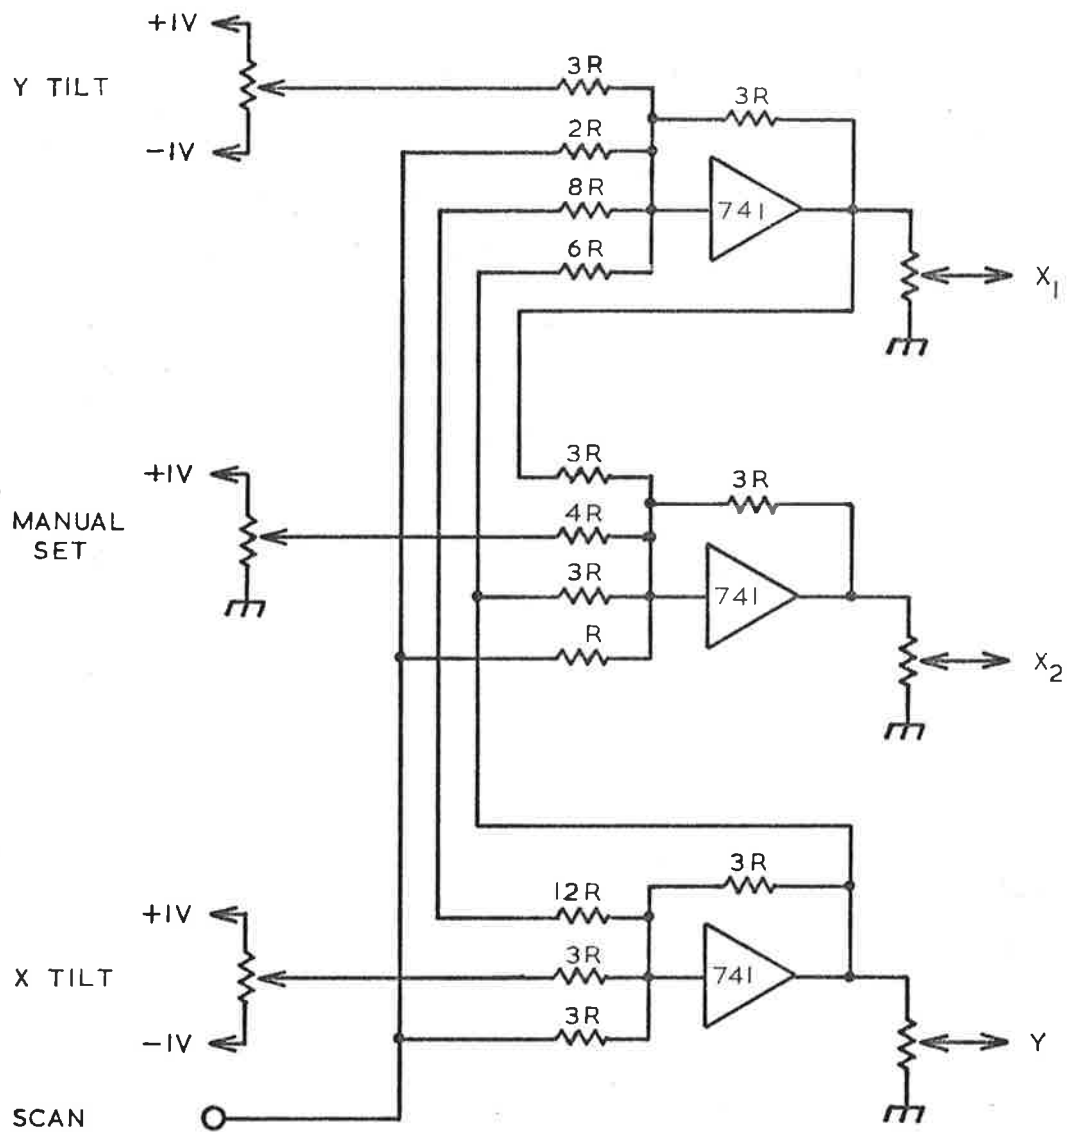 +1V
Y TILT
-1V
3R
3R
2R
8R
741
6R
X1
+1V
MANUAL
SET
3R
3R
4R
3R
741
R
X2
3R
+1V
12R
X TILT
3R
741
-1V
3R
Y
SCAN